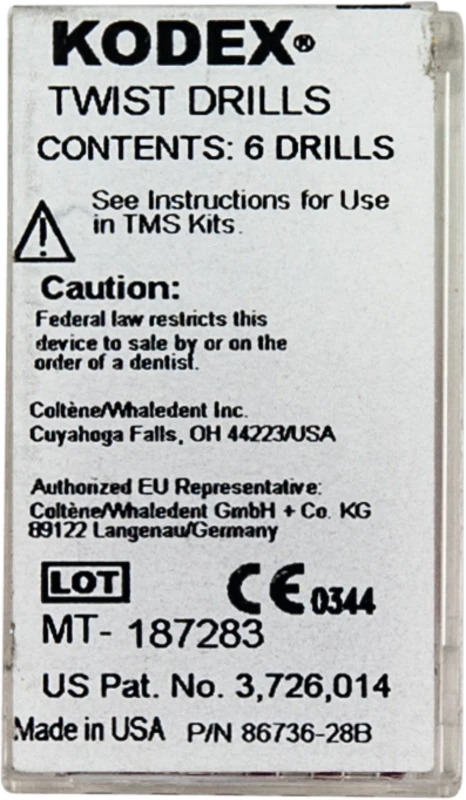 KODEX®
TWIST DRILLS
CONTENTS: 6 DRILLS
See Instructions for Use
in TMS Kits.
Caution:
Federal law restricts this
device to sale by or on the
order of a dentist.
Coltène/Whaledent Inc.
Cuyahoga Falls, OH 44223/USA
Authorized EU Representative:
Coltène/Whaledent GmbH + Co. KG
89122 Langenau/Germany
LOT CE 0344
MT- 187283
US Pat. No. 3,726,014
Made in USA P/N 86736-28B